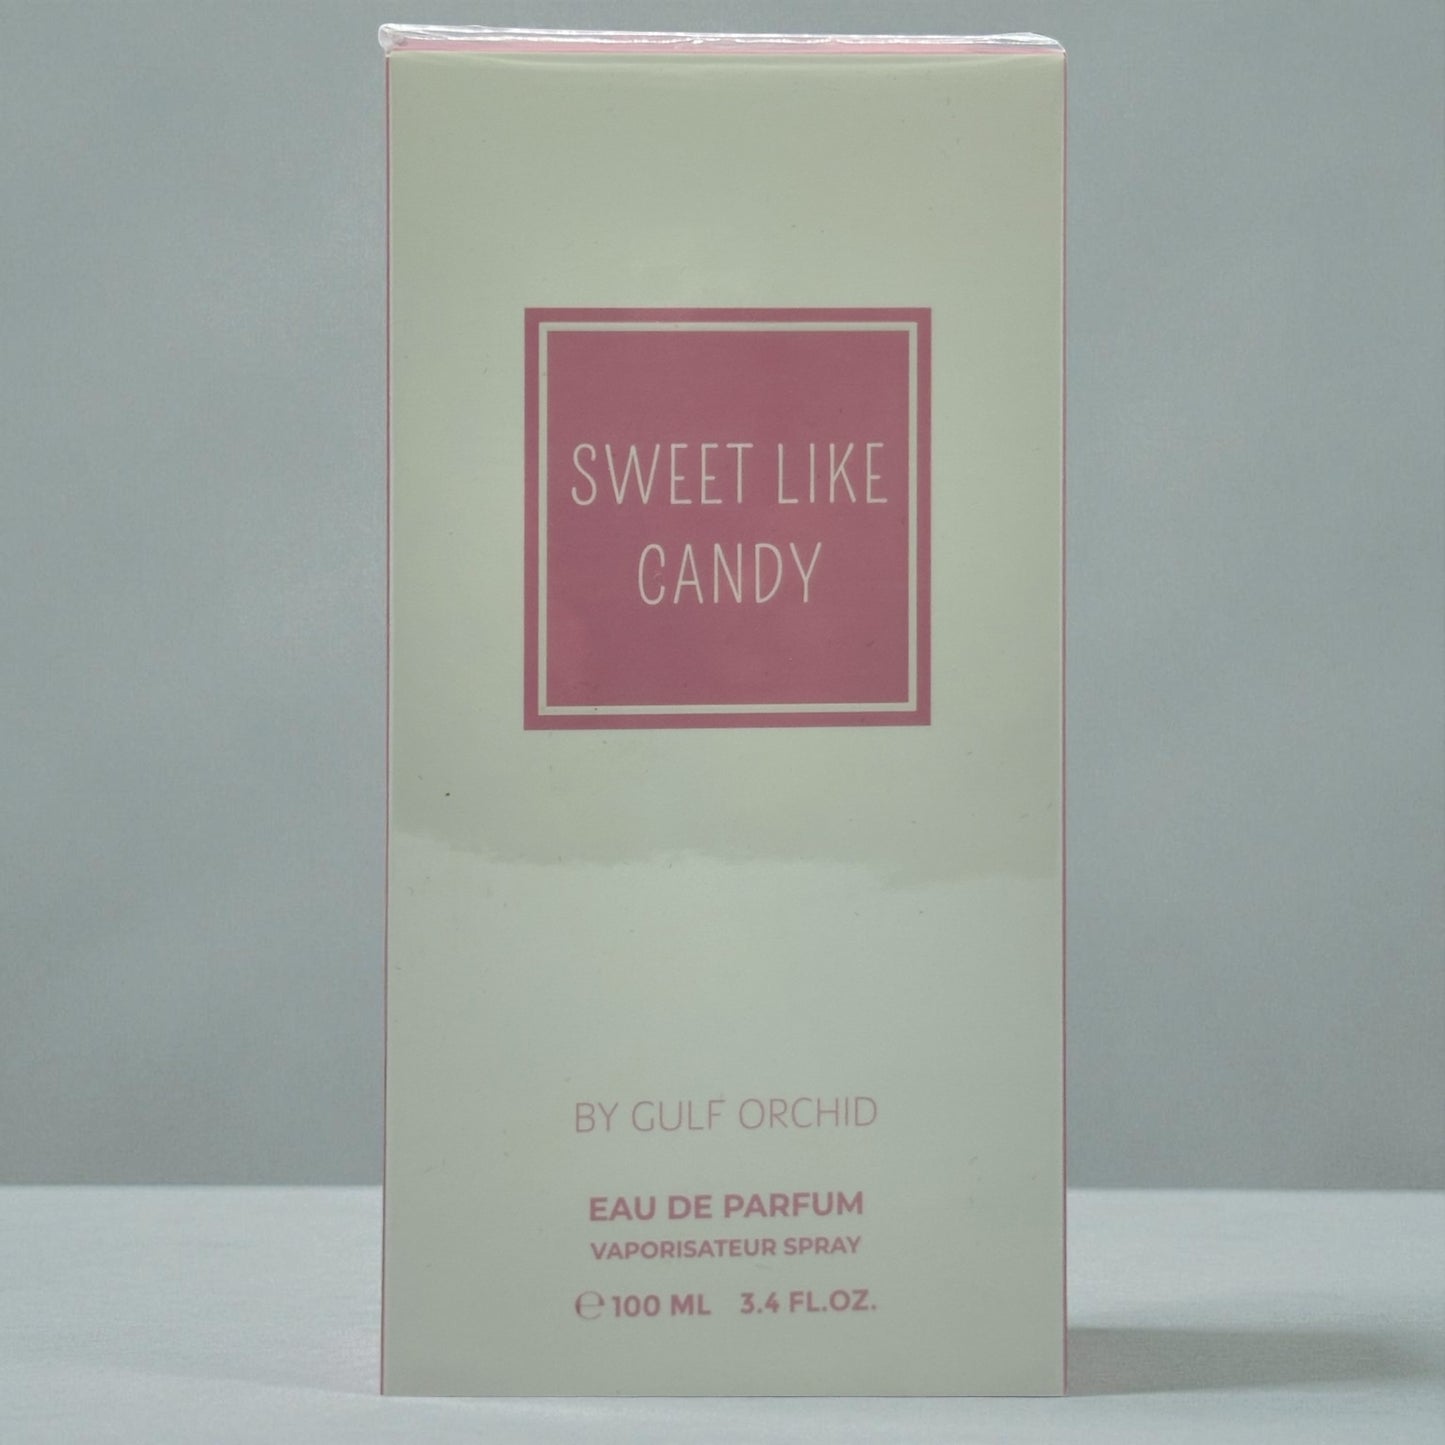 SWEET LIKE
CANDY
BY GULF ORCHID
EAU DE PARFUM
VAPORISATEUR SPRAY
℮ 100 ML 3.4 FL.OZ.